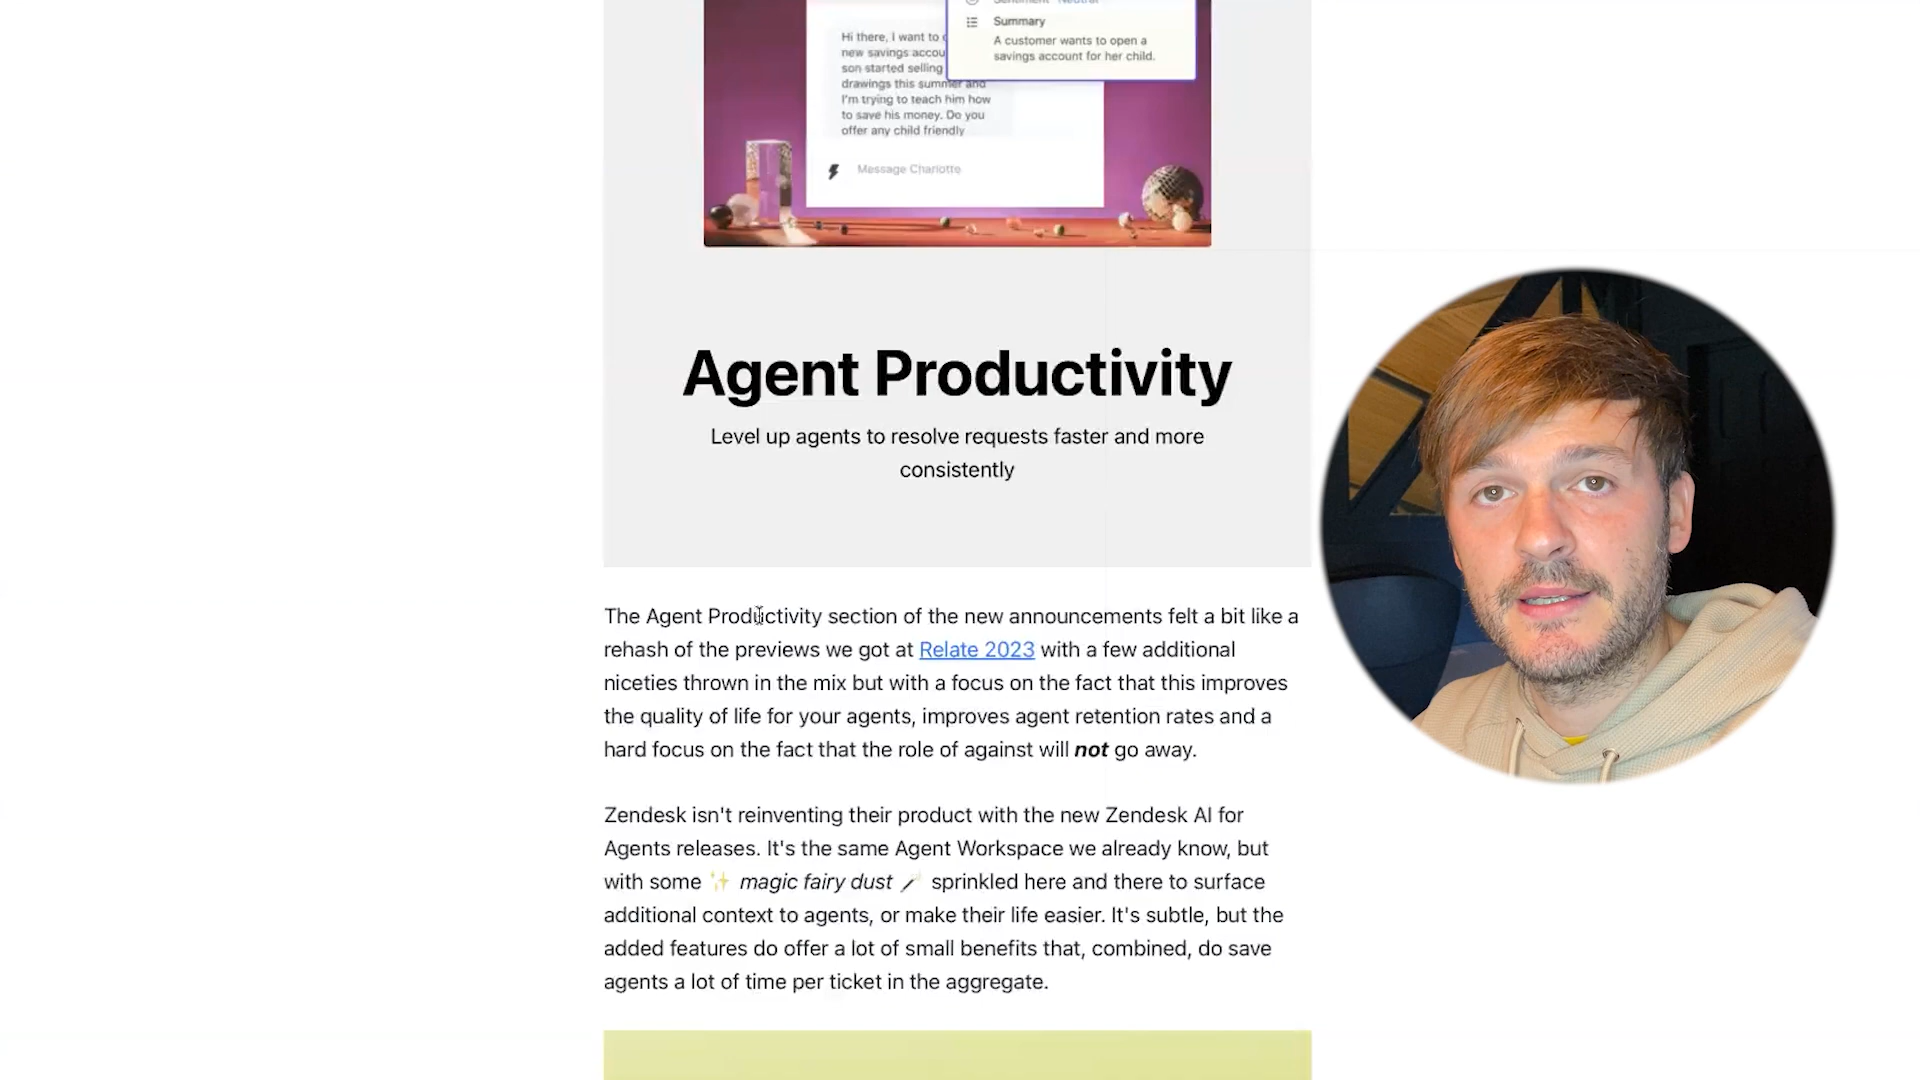 Sentiment Neutral
Summary
A customer wants to open a
savings account for her child.
Hi there, I want to
new savings accou
son started selling
drawings this summer and
I'm trying to teach him how
to save his money. Do you
offer any child friendly
Message Charlotte
Agent Productivity
Level up agents to resolve requests faster and more
consistently
The Agent Productivity section of the new announcements felt a bit like a
rehash of the previews we got at Relate 2023 with a few additional
niceties thrown in the mix but with a focus on the fact that this improves
the quality of life for your agents, improves agent retention rates and a
hard focus on the fact that the role of against will not go away.
Zendesk isn't reinventing their product with the new Zendesk AI for
Agents releases. It's the same Agent Workspace we already know, but
with some ✨ magic fairy dust 🪄 sprinkled here and there to surface
additional context to agents, or make their life easier. It's subtle, but the
added features do offer a lot of small benefits that, combined, do save
agents a lot of time per ticket in the aggregate.